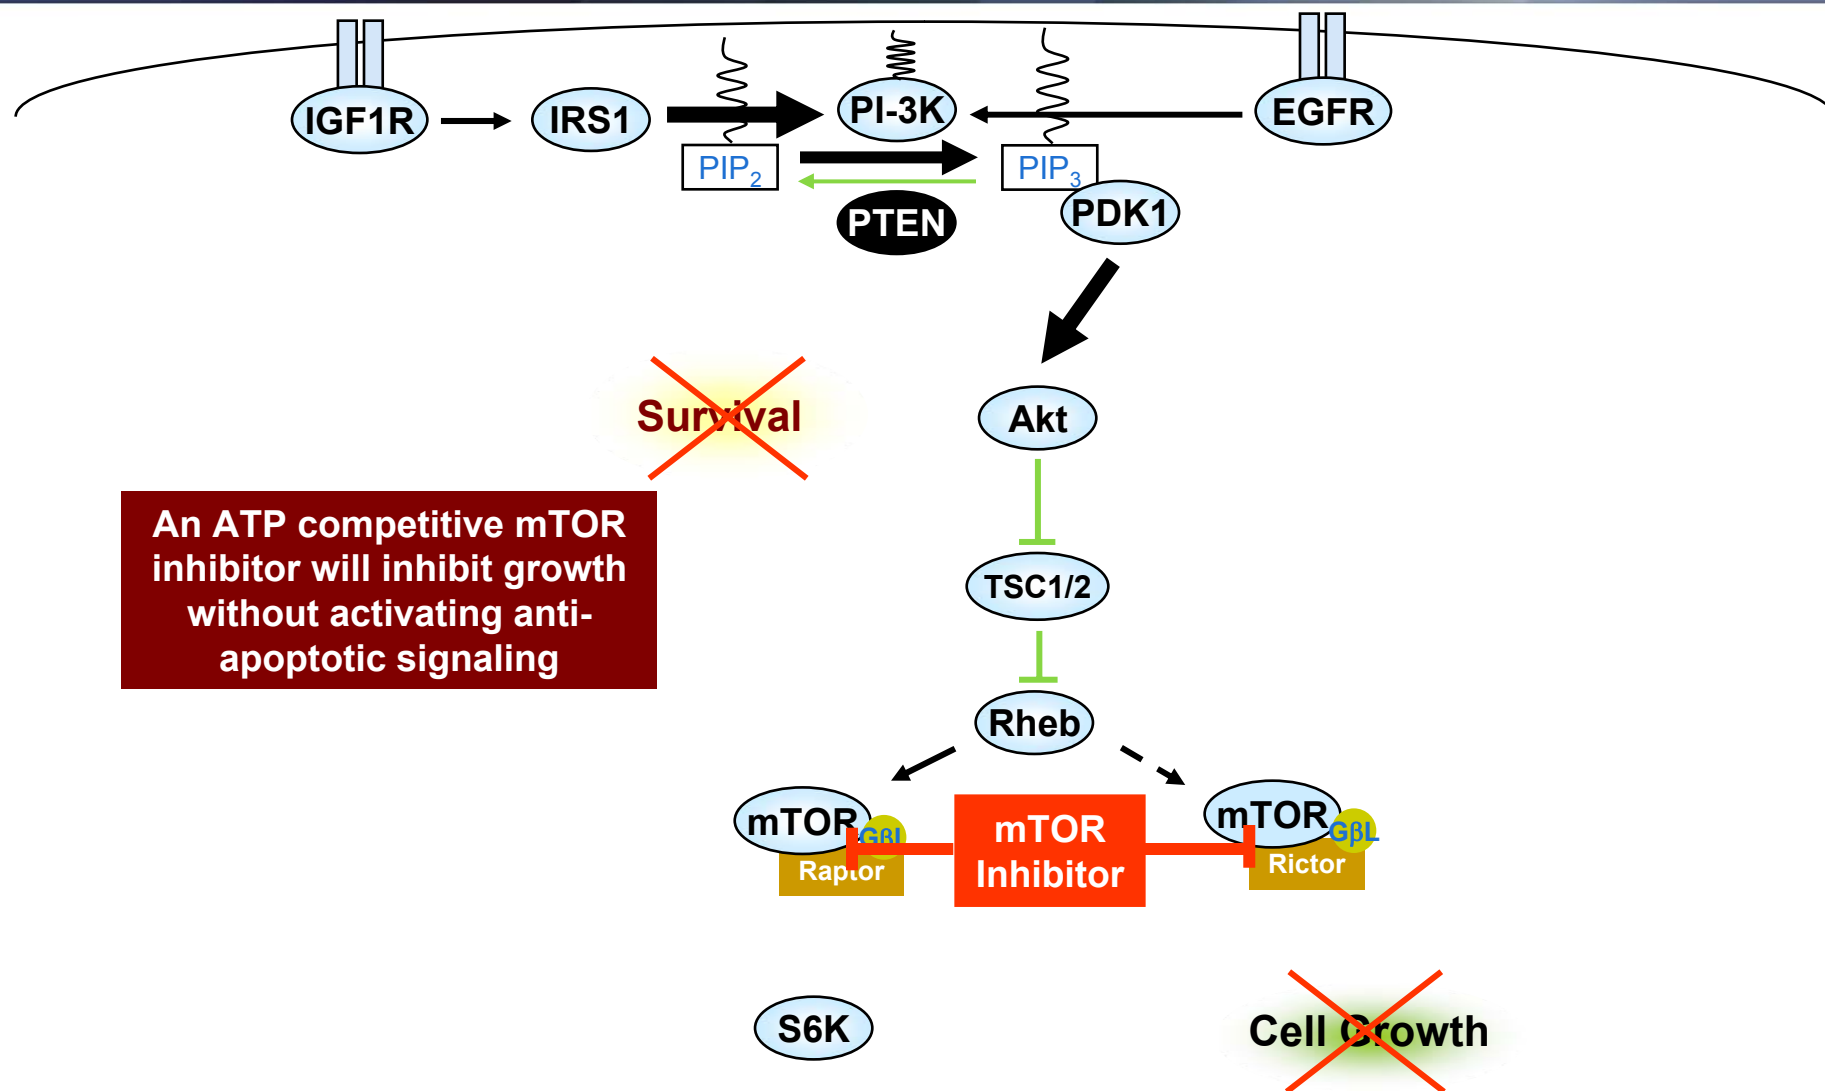 IGF1R
IRS1
PI-3K
EGFR
PIP2
PIP3
PTEN
PDK1
Survival
Akt
An ATP competitive mTOR
inhibitor will inhibit growth
without activating anti-
apoptotic signaling
TSC1/2
Rheb
mTOR
GβL
Raptor
mTOR
Inhibitor
mTOR
GβL
Rictor
S6K
Cell Growth